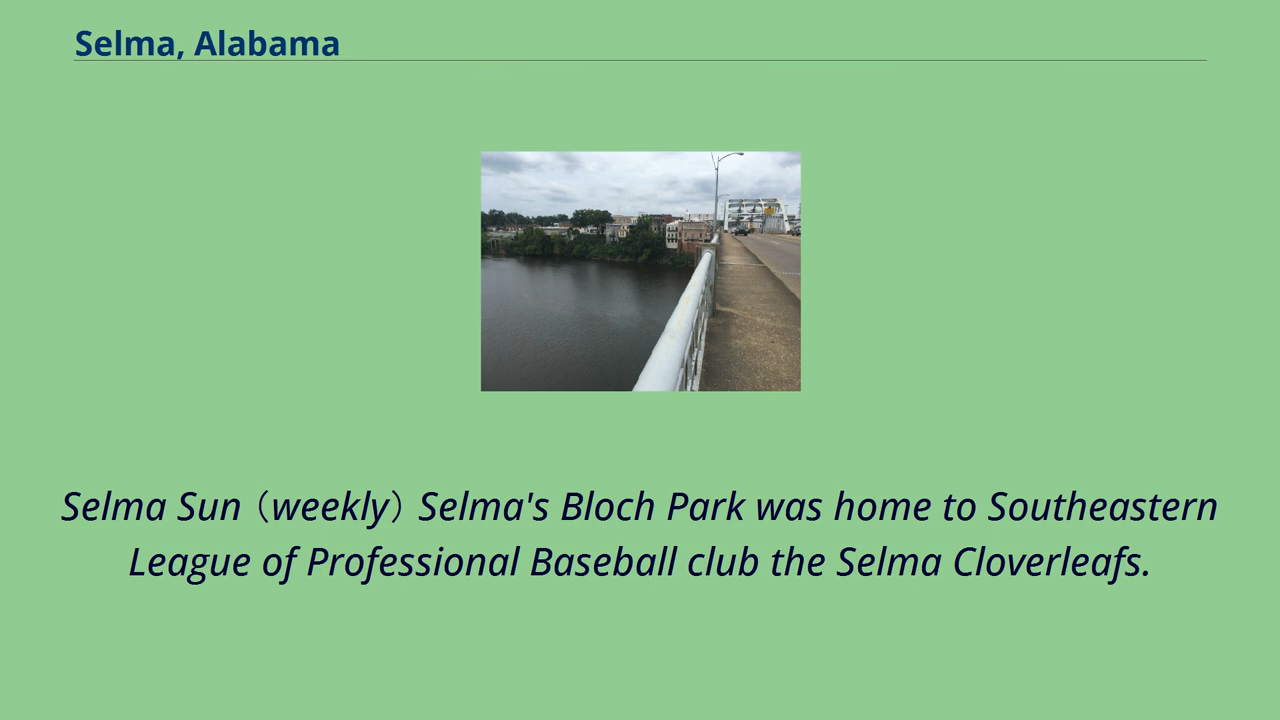 Selma, Alabama
Selma Sun（weekly）Selma's Bloch Park was home to Southeastern
League of Professional Baseball club the Selma Cloverleafs.